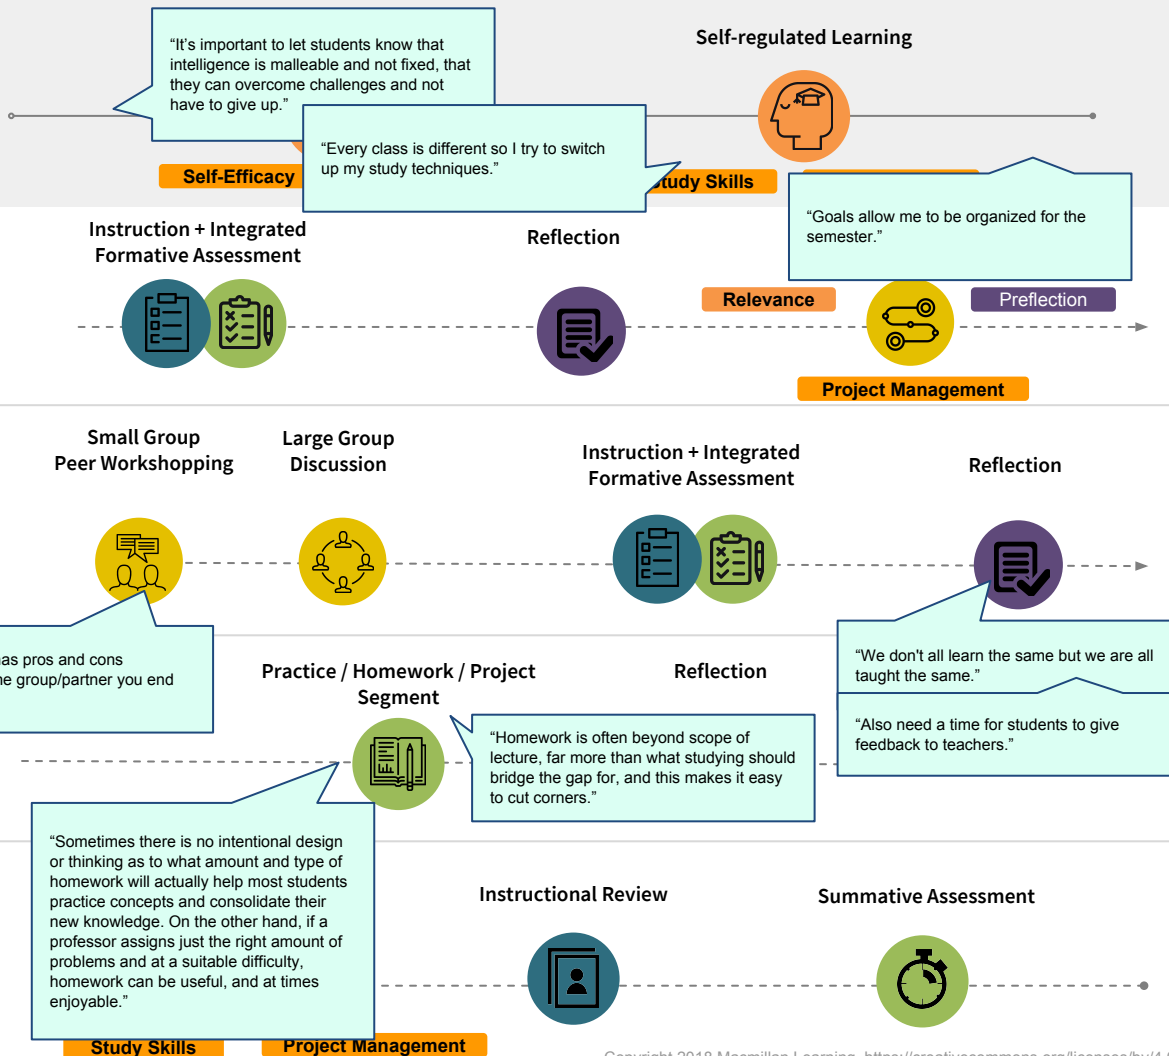 “It’s important to let students know that
intelligence is malleable and not fixed, that
they can overcome challenges and not
have to give up.”
Self-regulated Learning
“Every class is different so I try to switch
up my study techniques.”
Self-Efficacy
Study Skills
“Goals allow me to be organized for the
semester.”
Instruction + Integrated
Formative Assessment
Reflection
Relevance
Preflection
Project Management
Small Group
Peer Workshopping
Large Group
Discussion
Instruction + Integrated
Formative Assessment
Reflection
has pros and cons
group/partner you end
Practice / Homework / Project
Segment
Reflection
“We don't all learn the same but we are all
taught the same.”
“Also need a time for students to give
feedback to teachers.”
“Homework is often beyond scope of
lecture, far more than what studying should
bridge the gap for, and this makes it easy
to cut corners.”
“Sometimes there is no intentional design
or thinking as to what amount and type of
homework will actually help most students
practice concepts and consolidate their
new knowledge. On the other hand, if a
professor assigns just the right amount of
problems and at a suitable difficulty,
homework can be useful, and at times
enjoyable.”
Instructional Review
Summative Assessment
Study Skills
Project Management
Copyright 2018 Macmillan Learning.